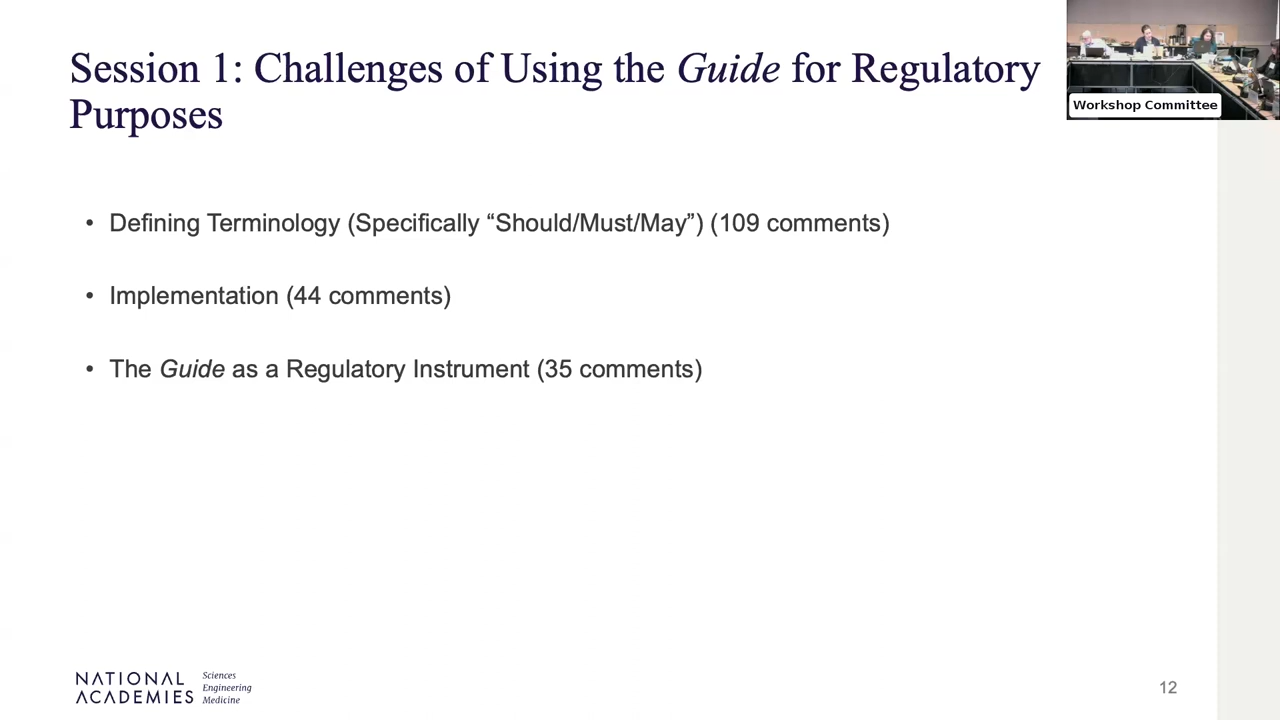 Session 1: Challenges of Using the Guide for Regulatory
Purposes
Workshop Committee
• Defining Terminology (Specifically “Should/Must/May”) (109 comments)
• Implementation (44 comments)
• The Guide as a Regulatory Instrument (35 comments)
NATIONAL
ACADEMIES
Sciences
Engineering
Medicine
12